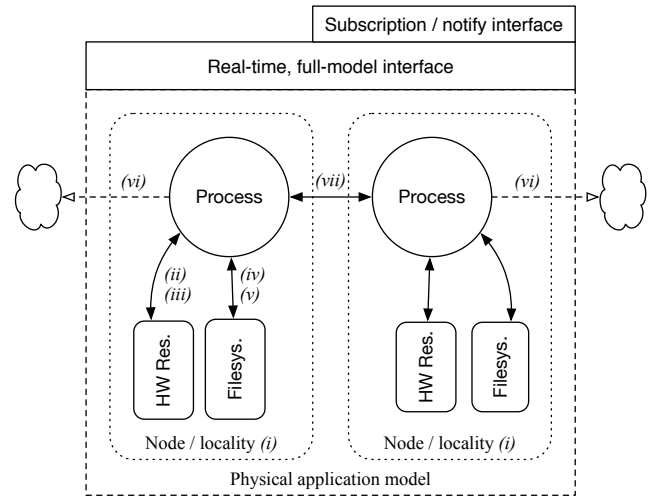 Subscription / notify interface
Real-time, full-model interface
(vi)
Process
(vii)
Process
(vi)
(ii)
(iii)
(iv)
(v)
HW Res.
Filesys.
HW Res.
Filesys.
Node / locality (i)
Node / locality (i)
Physical application model